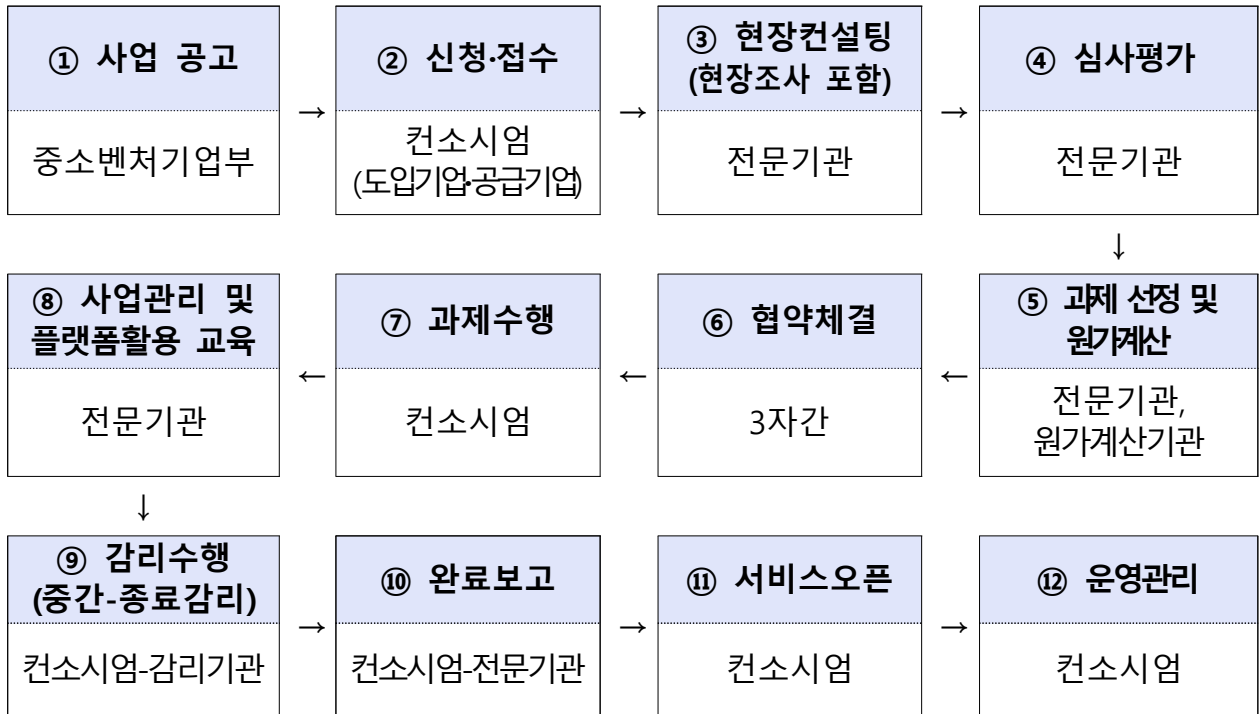 ① 사업 공고
중소벤처기업부
→
② 신청·접수
컨소시엄
(도입기업·공급기업)
→
③ 현장컨설팅
(현장조사 포함)
전문기관
→
④ 심사평가
전문기관
↓
⑤ 과제 선정 및
원가계산
전문기관,
원가계산기관
←
⑥ 협약체결
3자간
←
⑦ 과제수행
컨소시엄
←
⑧ 사업관리 및
플랫폼활용 교육
전문기관
↓
⑨ 감리수행
(중간-종료감리)
컨소시엄-감리기관
→
⑩ 완료보고
컨소시엄-전문기관
→
⑪ 서비스오픈
컨소시엄
→
⑫ 운영관리
컨소시엄